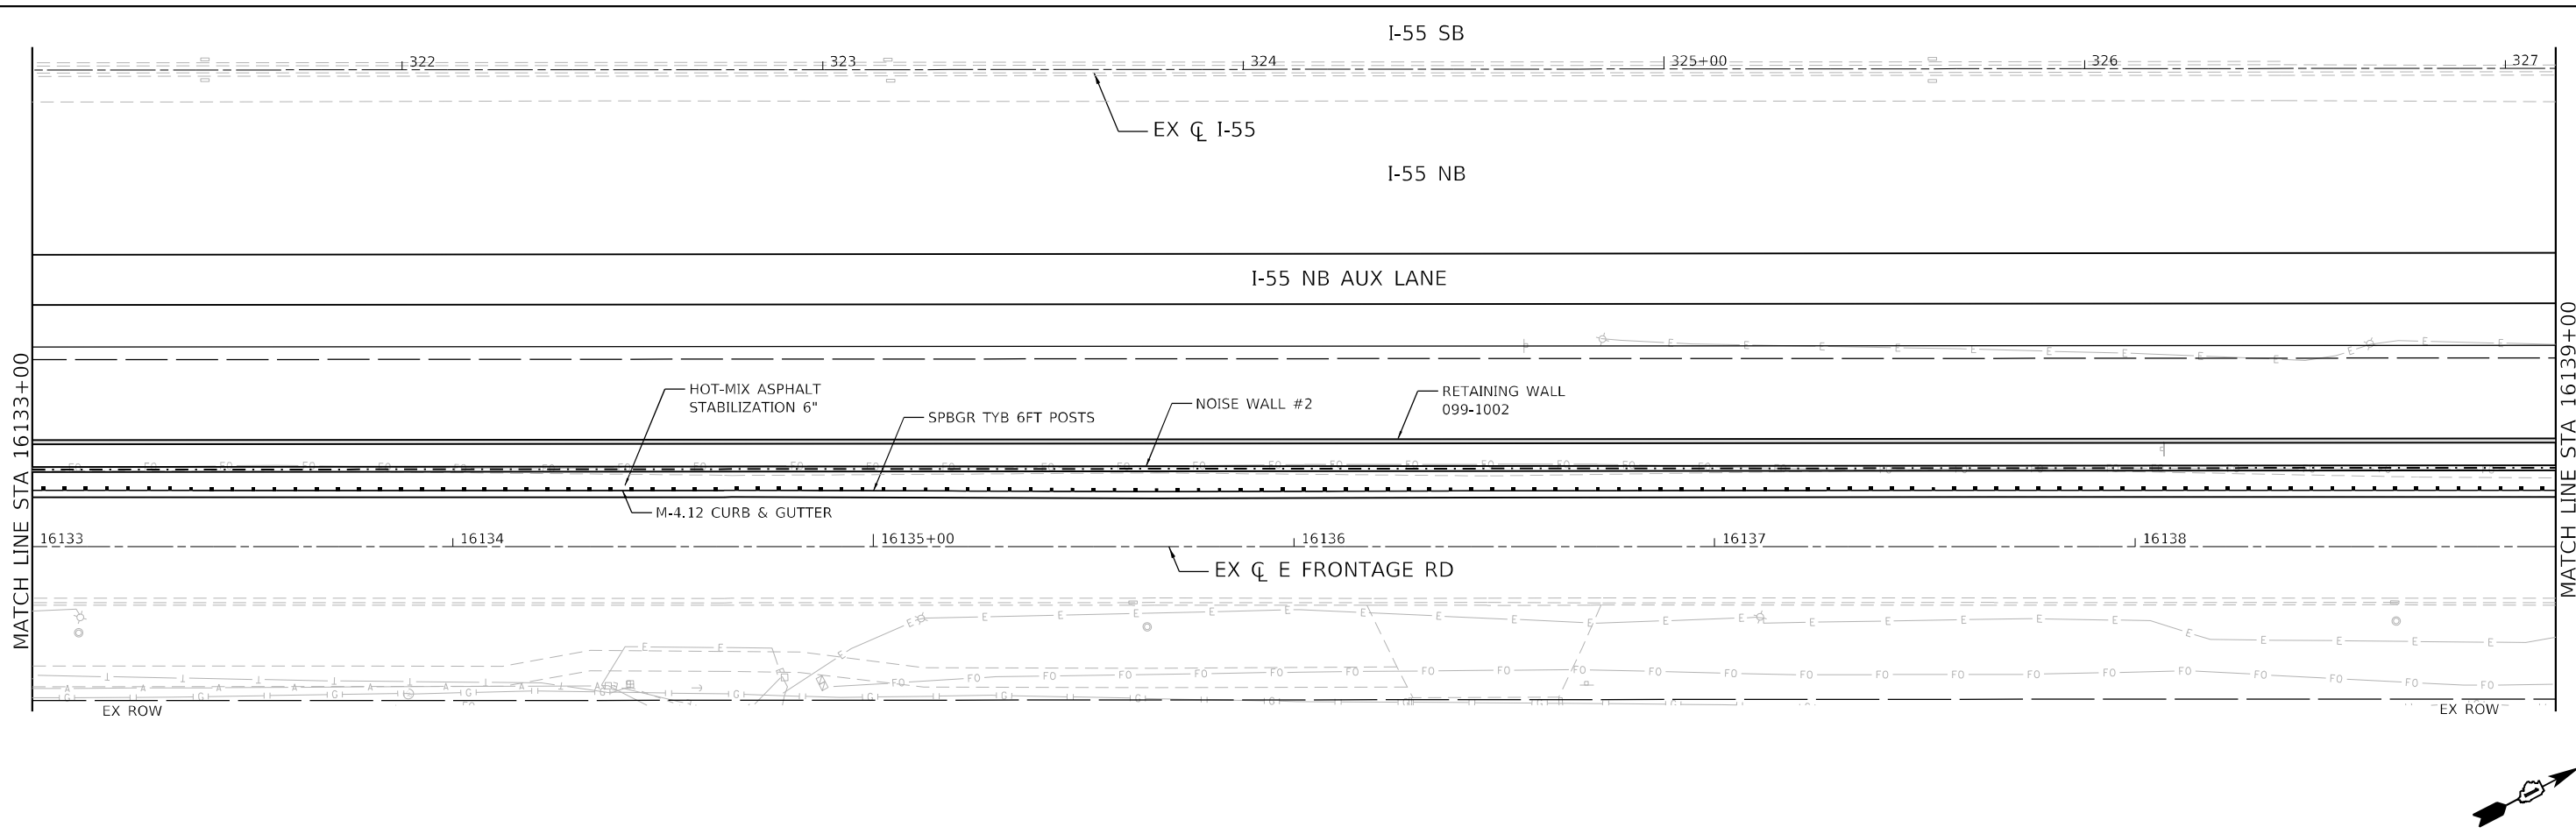 I-55 SB
322
323
324
325+00
326
327
EX ℄ I-55
I-55 NB
I-55 NB AUX LANE
MATCH LINE STA 16133+00
MATCH LINE STA 16139+00
HOT-MIX ASPHALT
STABILIZATION 6"
SPBGR TYB 6FT POSTS
NOISE WALL #2
RETAINING WALL
099-1002
M-4.12 CURB & GUTTER
16133
16134
16135+00
16136
16137
16138
EX ℄ E FRONTAGE RD
EX ROW
EX ROW